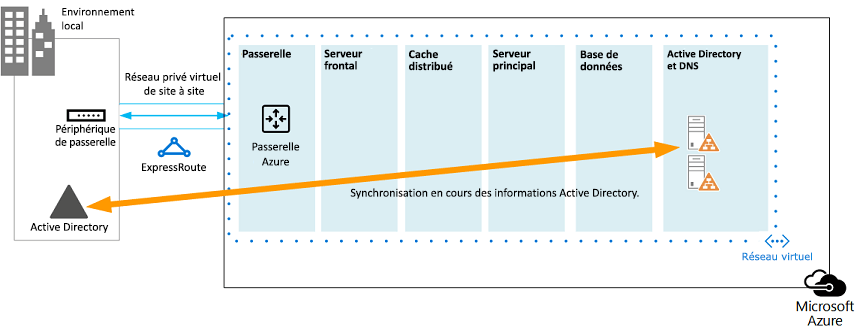 Environnement
local
Réseau privé virtuel
de site à site
Périphérique
de passerelle
ExpressRoute
Active Directory
Passerelle
Serveur
frontal
Cache
distribué
Serveur
principal
Base de
données
Active Directory
et DNS
Passerelle
Azure
Synchronisation en cours des informations Active Directory.
Réseau virtuel
Microsoft
Azure